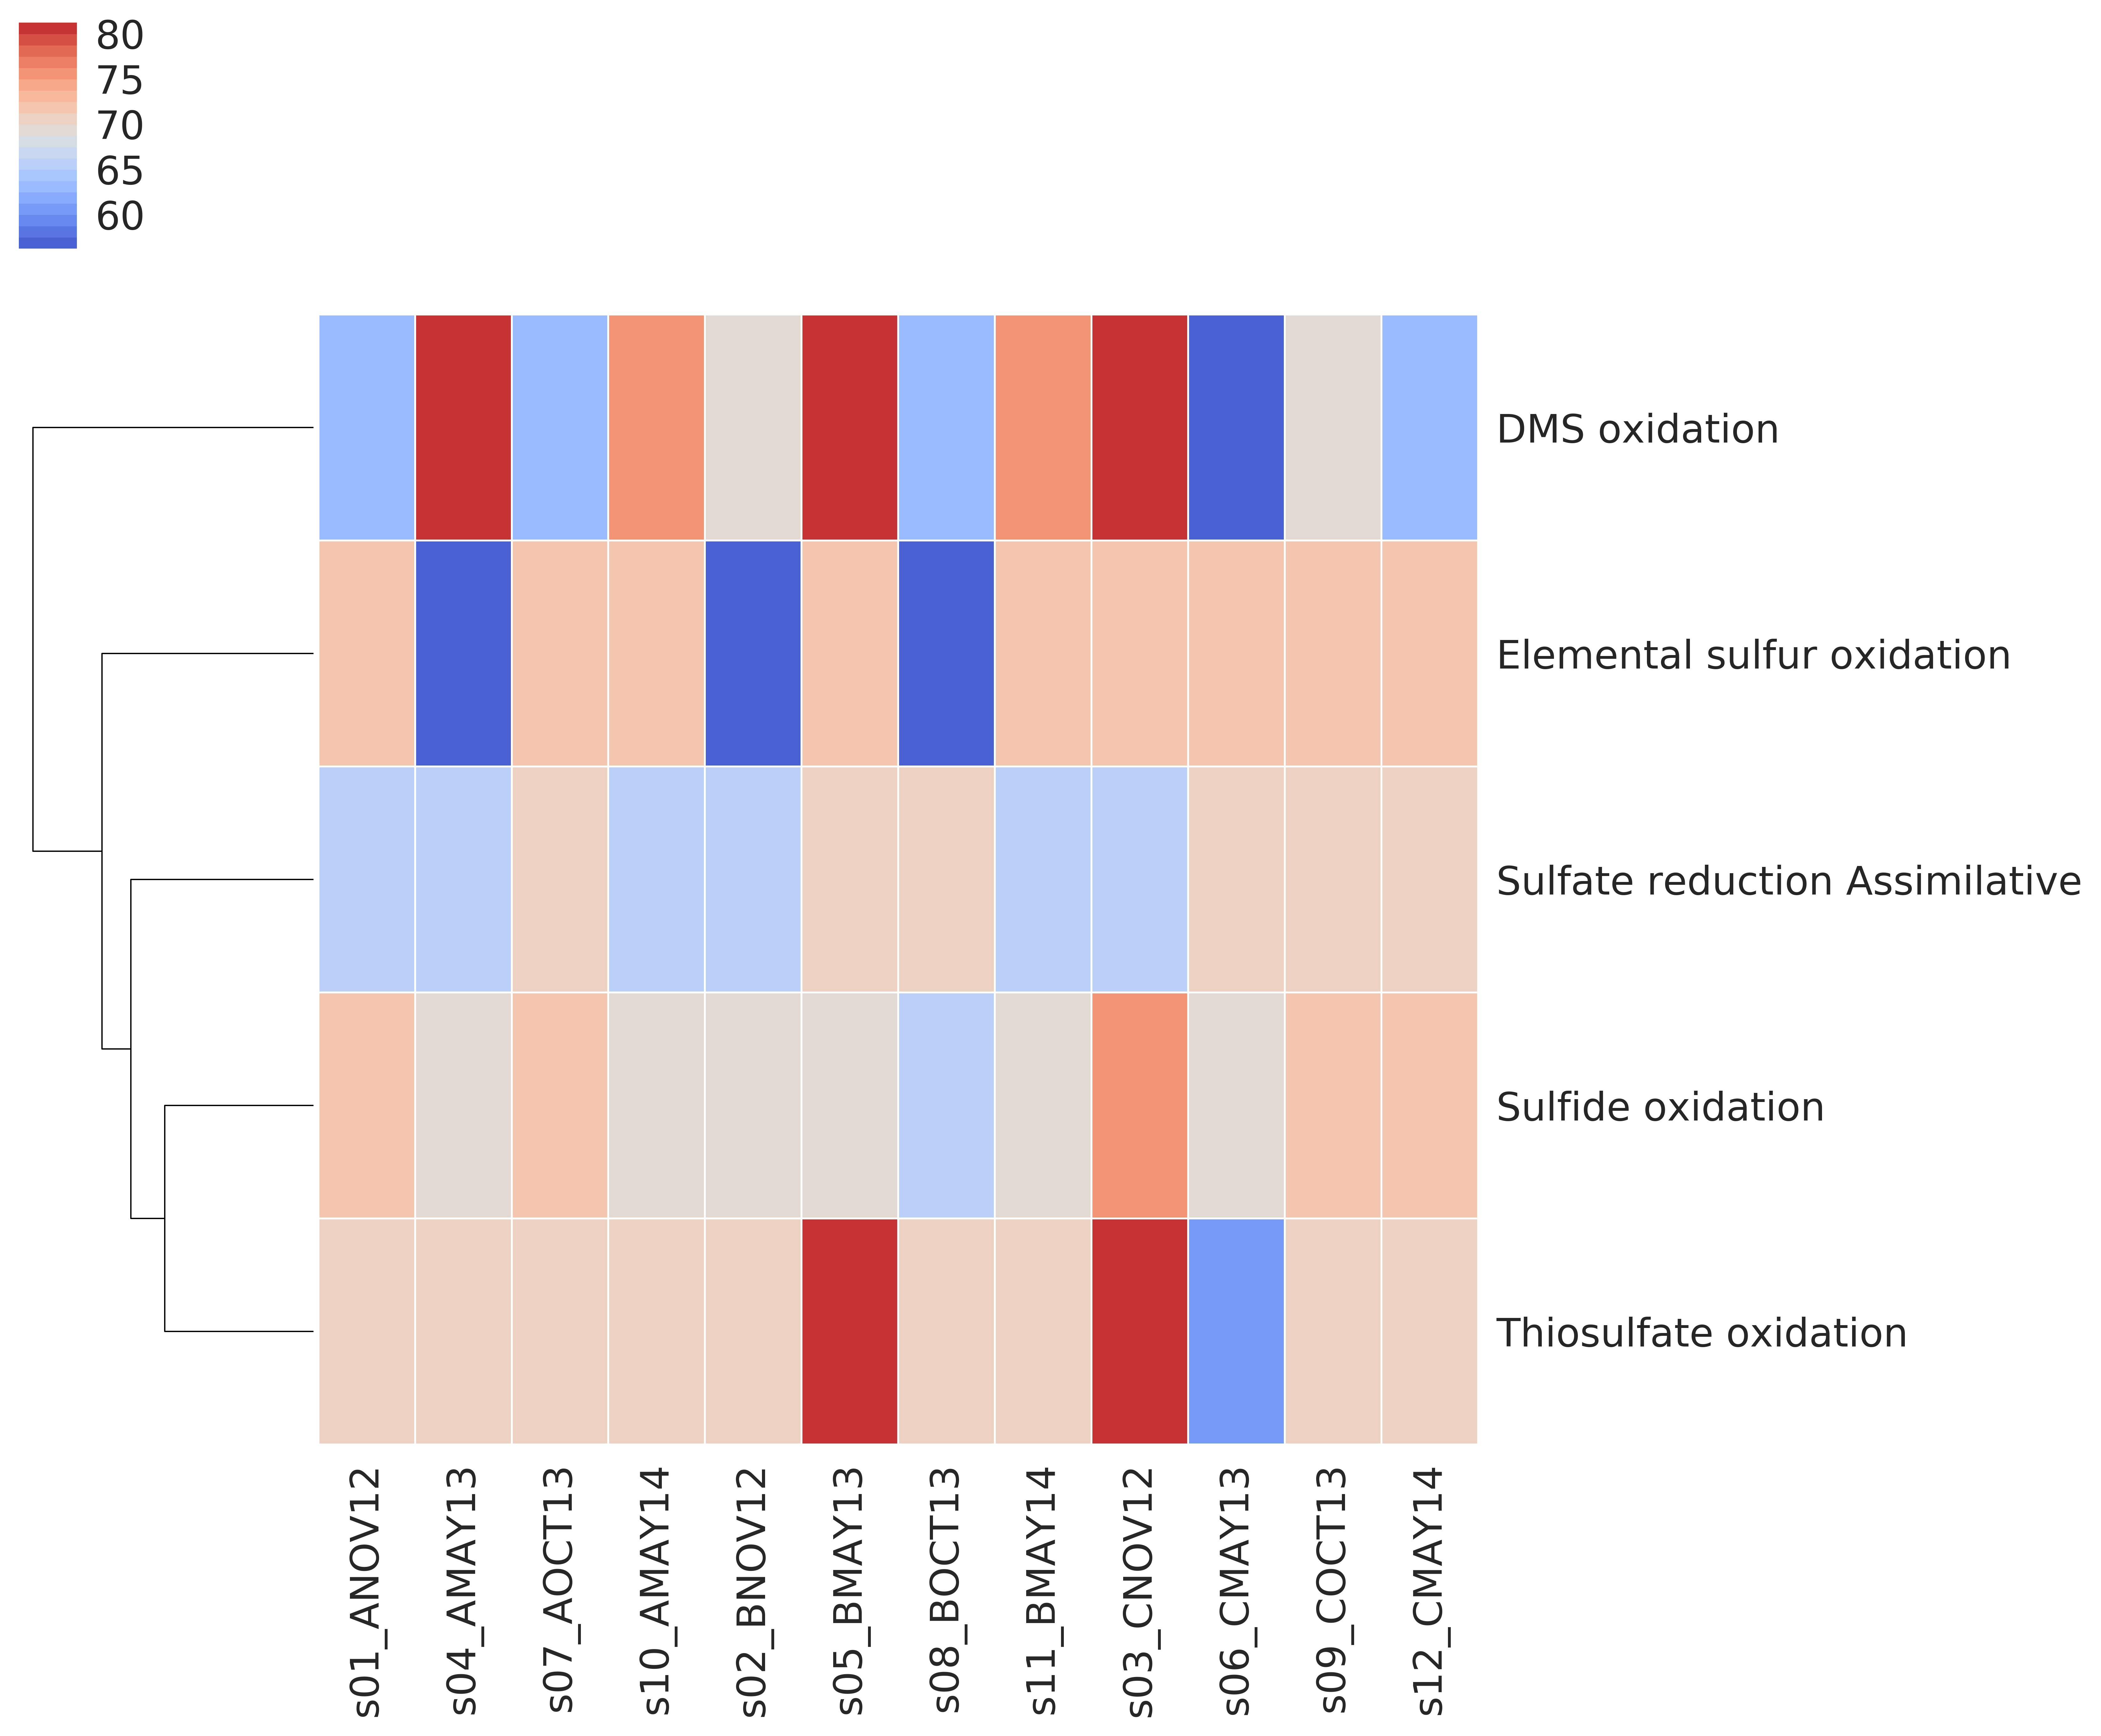 80
75
70
65
60
DMS oxidation
Elemental sulfur oxidation
Sulfate reduction Assimilative
Sulfide oxidation
Thiosulfate oxidation
s01_ANOV12
s04_AMAY13
s07_AOCT13
s10_AMAY14
s02_BNOV12
s05_BMAY13
s08_BOCT13
s11_BMAY14
s03_CNOV12
s06_CMAY13
s09_COCT13
s12_CMAY14